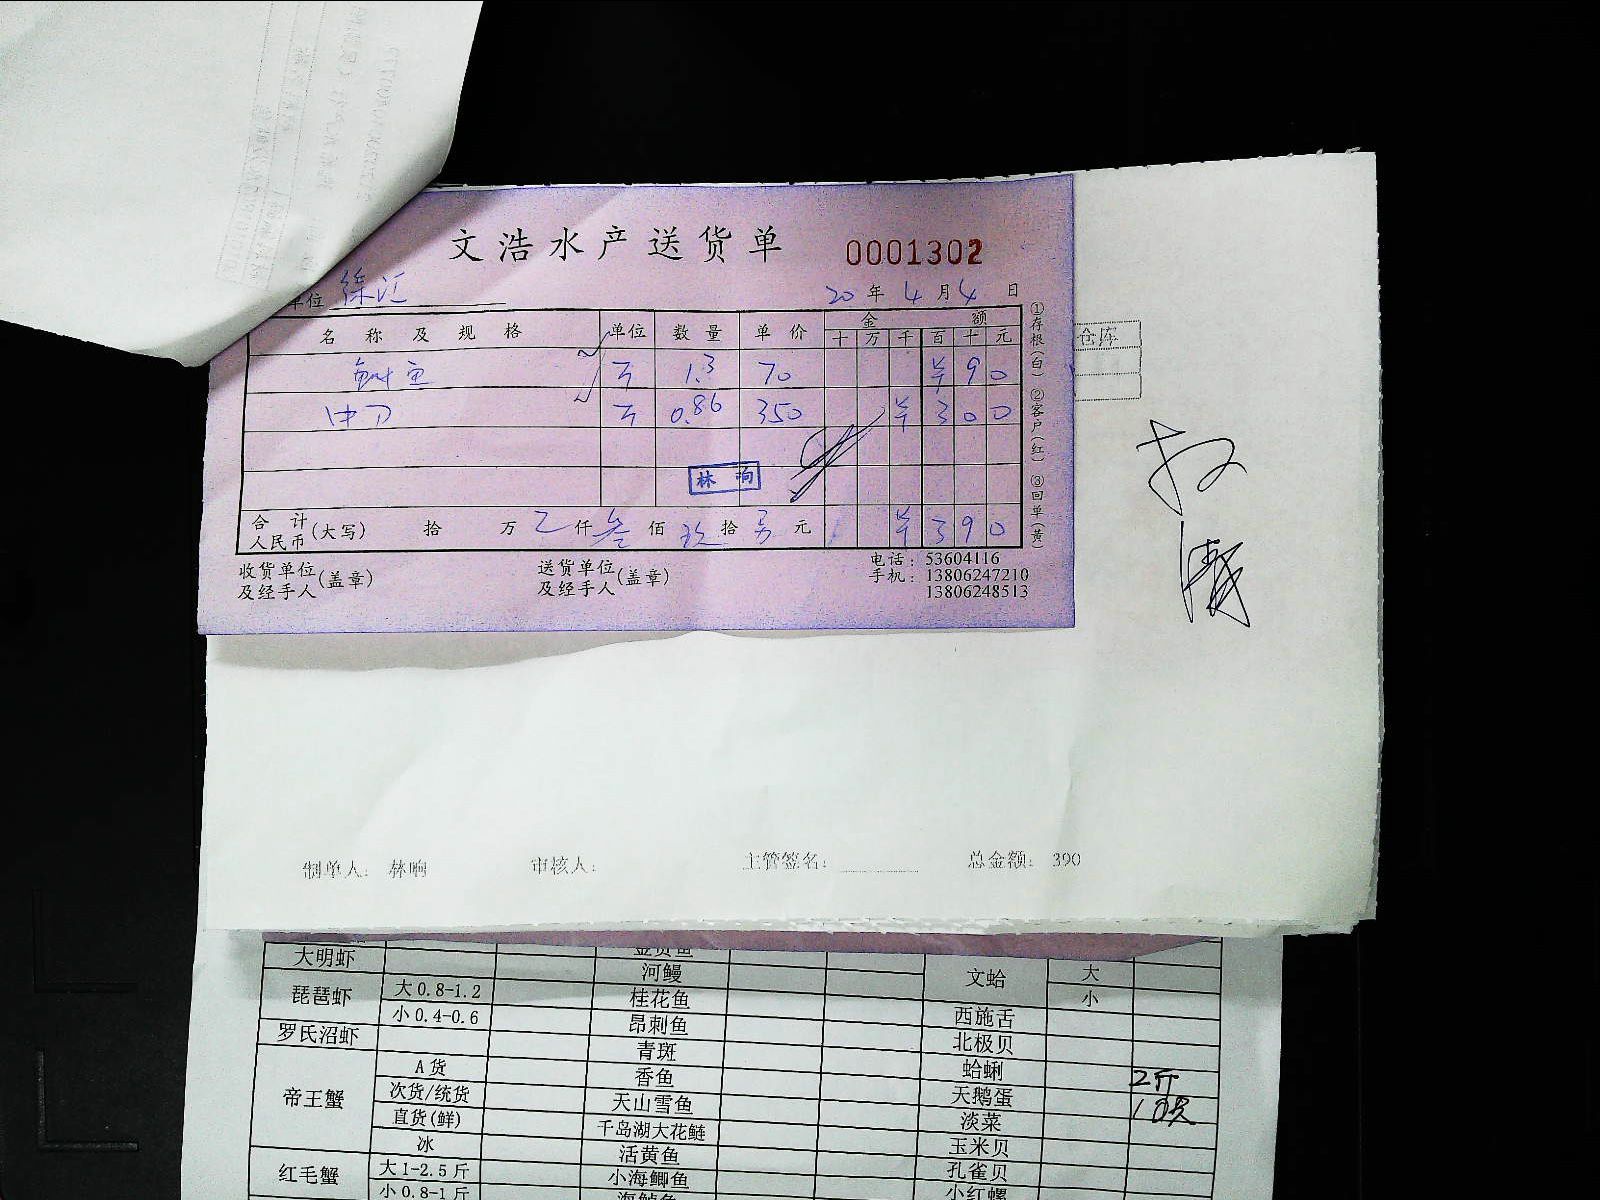 文浩水产送货单 0001302
单位 徐汇 20年4月4日
名称及规格 单位 数量 单价 金额
十 万 千 百 十 元
鲥鱼 斤 1.3 70 ¥ 9 0
中刀 斤 0.86 350 ¥ 3 0 0
林响
合计人民币(大写) 拾 万 乙仟叁佰玖拾另元 ¥ 3 9 0
收货单位及经手人(盖章) 送货单位及经手人(盖章)
电话: 53604116
手机: 13806247210
13806248513
①存根(白) ②客户(红) ③回单(黄)
仓库
制单人: 林响 审核人: 主管签名: 总金额: 390
大明虾 河鳗 文蛤 大
琵琶虾 大0.8-1.2 桂花鱼 小
小0.4-0.6 昂刺鱼 西施舌
罗氏沼虾 青斑 北极贝
帝王蟹 A货 香鱼 蛤蜊 2斤
次货/统货 天山雪鱼 天鹅蛋
直货(鲜) 千岛湖大花鲢 淡菜
冰 活黄鱼 玉米贝
红毛蟹 大1-2.5斤 小海鲫鱼 孔雀贝
小0.8-1斤 海鲈鱼 小红螺